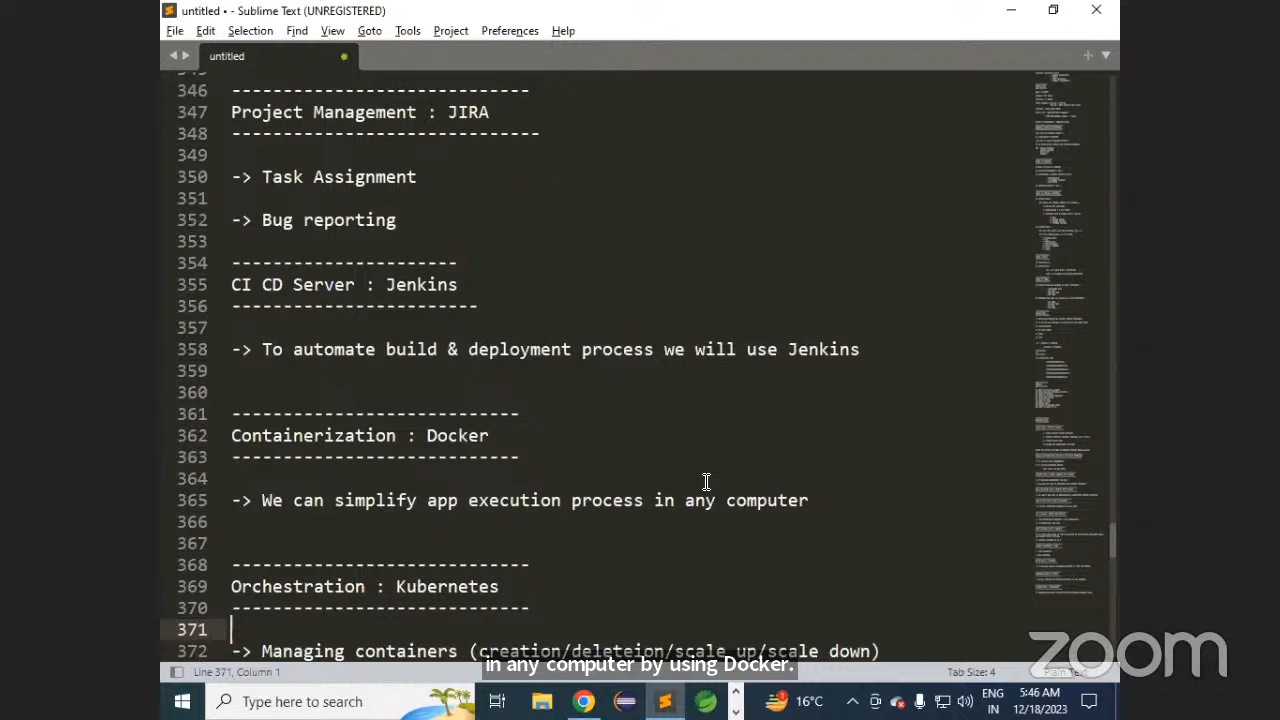 untitled • - Sublime Text (UNREGISTERED)
File Edit Selection Find View Goto Tools Project Preferences Help
untitled
346 -----------------------------
347 Project Management : JIRA
348 ------------------------------
349
350 -> Task Assignment
351
352 -> Bug reporting
353
354 ----------------------
355 CI CD Server : Jenkins
356 ------------------------
357
358 -> To automate build & deployment process we will use Jenkins
359
360
361 ----------------------------
362 Containerization : Docker
363 ----------------------------
364
365 -> We can smlify app execution process in any computer
366
367
368 -----------------------------
369 Orchestration : Kubernetes
370 -----------------------------
371
372 -> Managing containers (creation/deleteion/scale up/scale down)
in any computer by using Docker.
zoom
Line 371, Column 1 Tab Size: 4 Plain Text
Type here to search 1 16°C ENG IN 5:46 AM 12/18/2023